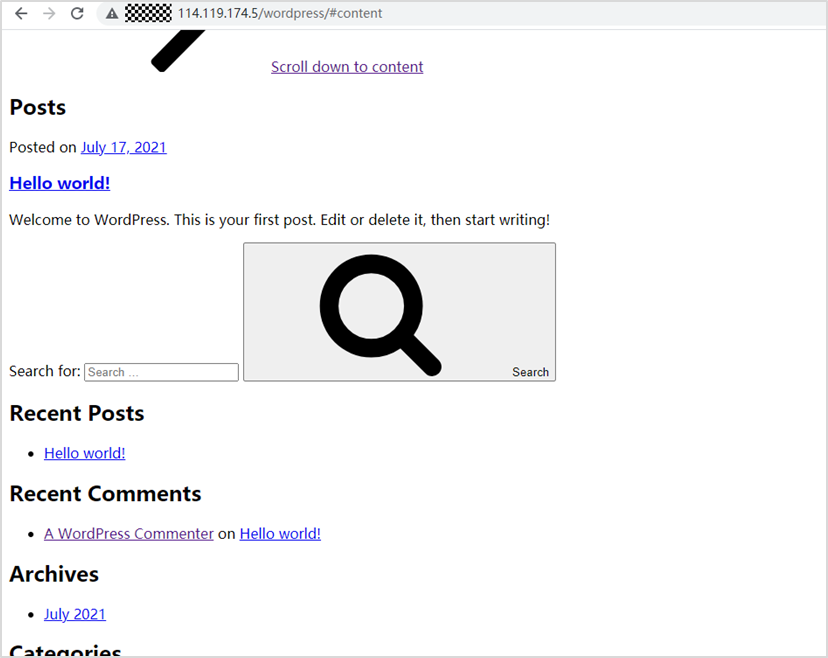 114.119.174.5/wordpress/#content
Scroll down to content
Posts
Posted on July 17, 2021
Hello world!
Welcome to WordPress. This is your first post. Edit or delete it, then start writing!
Search for: Search ... Search
Recent Posts
Hello world!
Recent Comments
A WordPress Commenter on Hello world!
Archives
July 2021
Categories